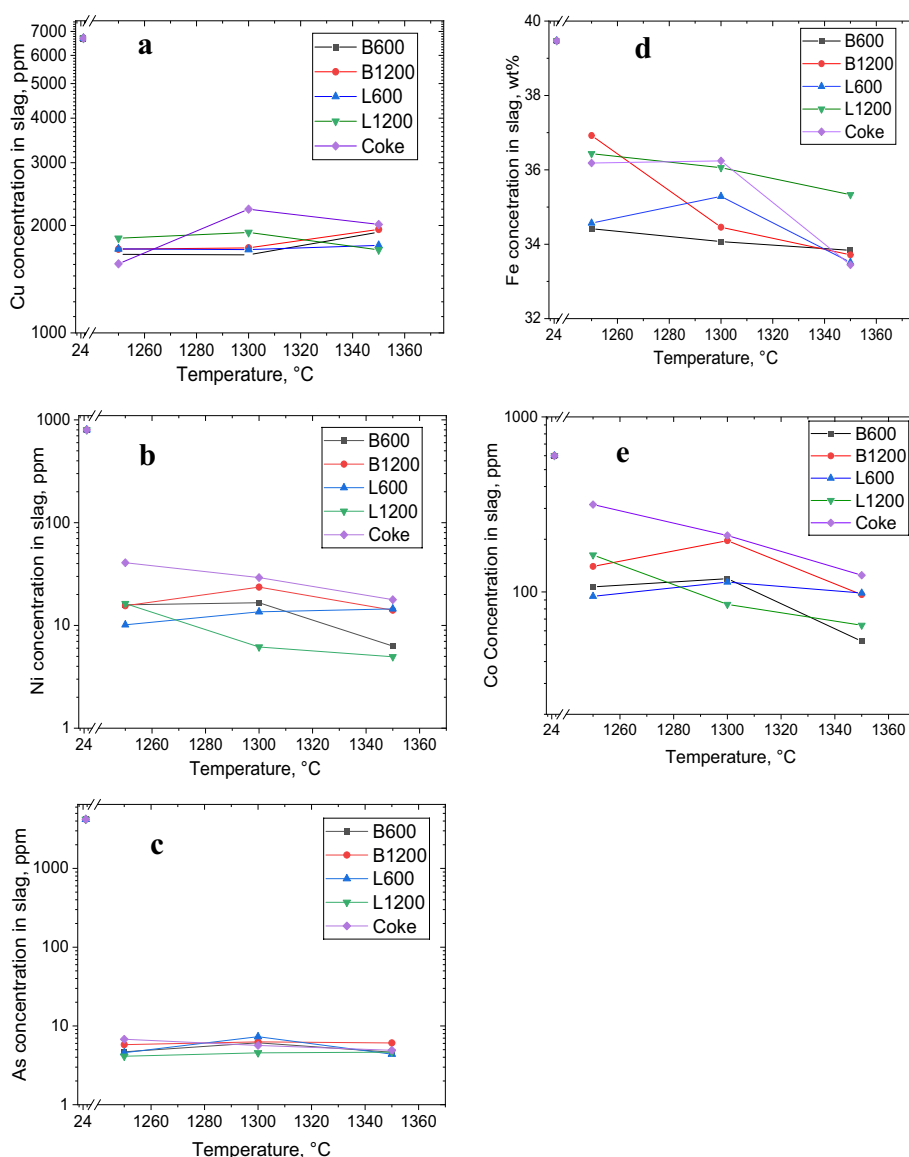 a
Cu concentration in slag, ppm
7000
6000
5000
4000
3000
2000
1000
B600
B1200
L600
L1200
Coke
24 1260 1280 1300 1320 1340 1360
Temperature, °C
d
Fe concetration in slag, wt%
40
38
36
34
32
B600
B1200
L600
L1200
Coke
24 1260 1280 1300 1320 1340 1360
Temperature, °C
b
Ni concentration in slag, ppm
1000
100
10
1
B600
B1200
L600
L1200
Coke
24 1260 1280 1300 1320 1340 1360
Temperature, °C
e
Co Concentration in slag, ppm
1000
100
B600
B1200
L600
L1200
Coke
24 1260 1280 1300 1320 1340 1360
Temperature, °C
c
As concentration in slag, ppm
1000
100
10
1
B600
B1200
L600
L1200
Coke
24 1260 1280 1300 1320 1340 1360
Temperature, °C